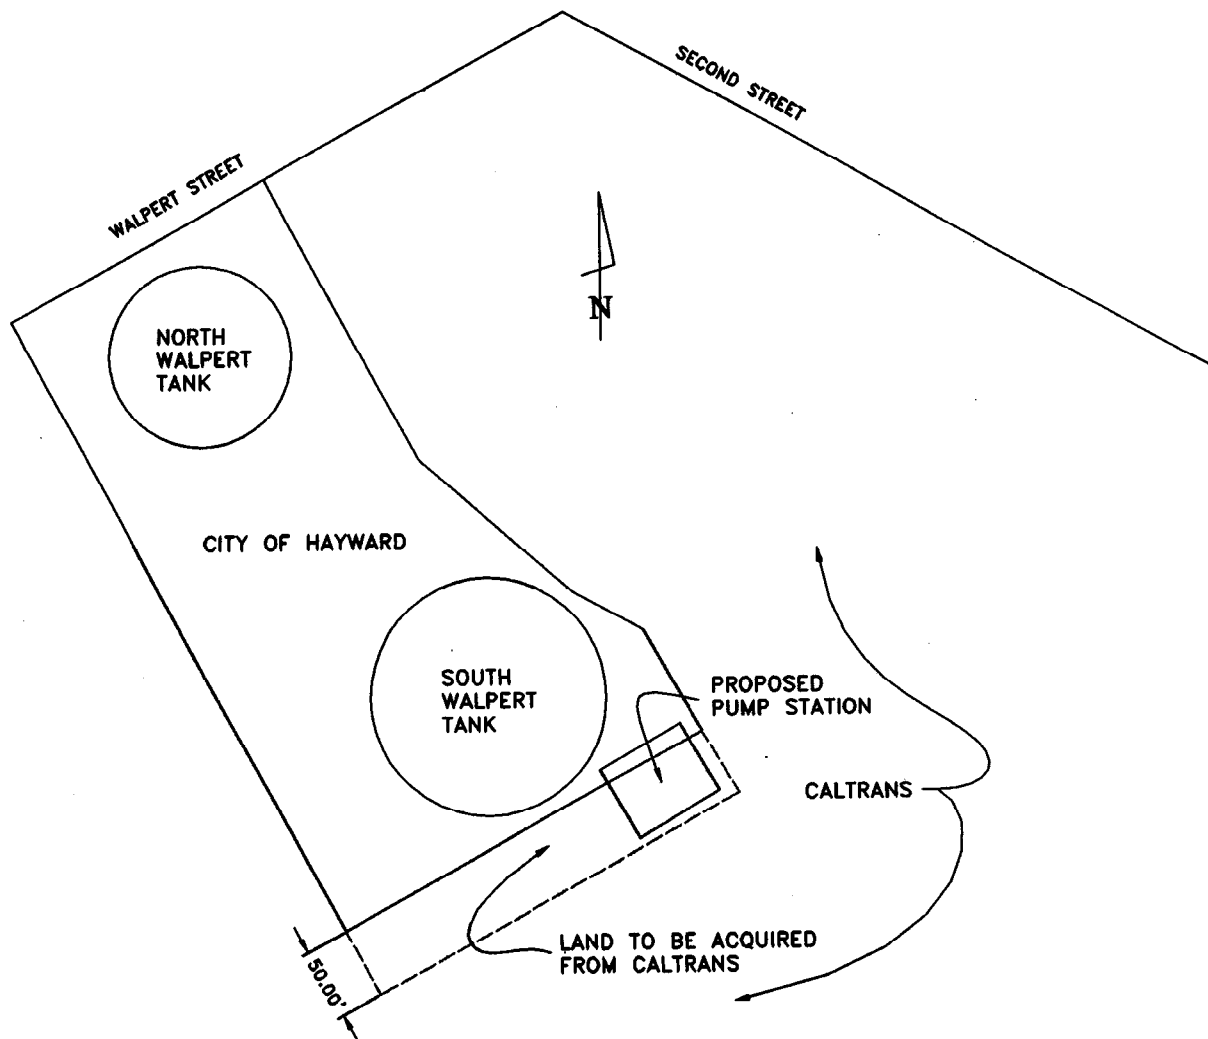 SECOND STREET
WALPERT STREET
N
NORTH
WALPERT
TANK
CITY OF HAYWARD
SOUTH
WALPERT
TANK
PROPOSED
PUMP STATION
CALTRANS
LAND TO BE ACQUIRED
FROM CALTRANS
50.00'